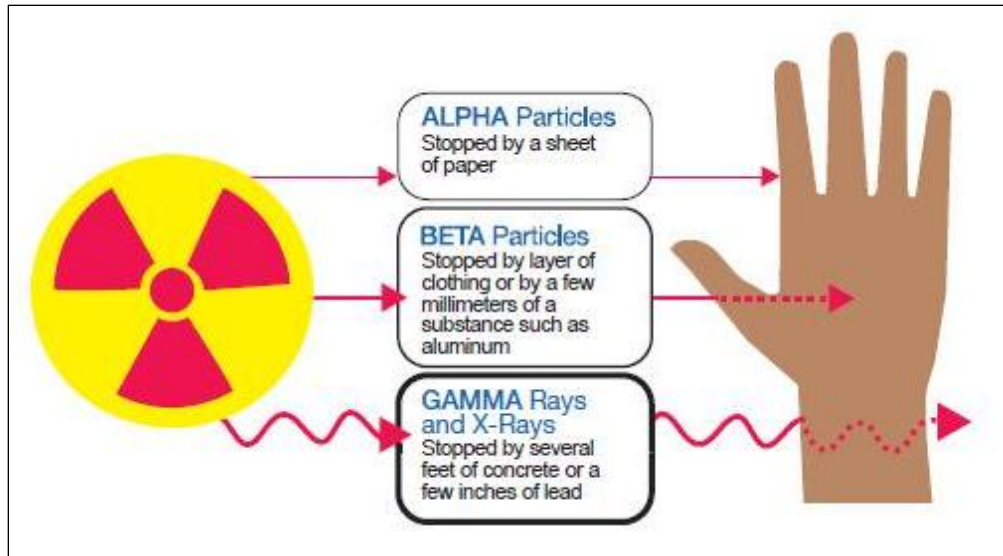 ALPHA Particles
Stopped by a sheet
of paper
BETA Particles
Stopped by layer of
clothing or by a few
millimeters of a
substance such as
aluminum
GAMMA Rays
and X-Rays
Stopped by several
feet of concrete or a
few inches of lead